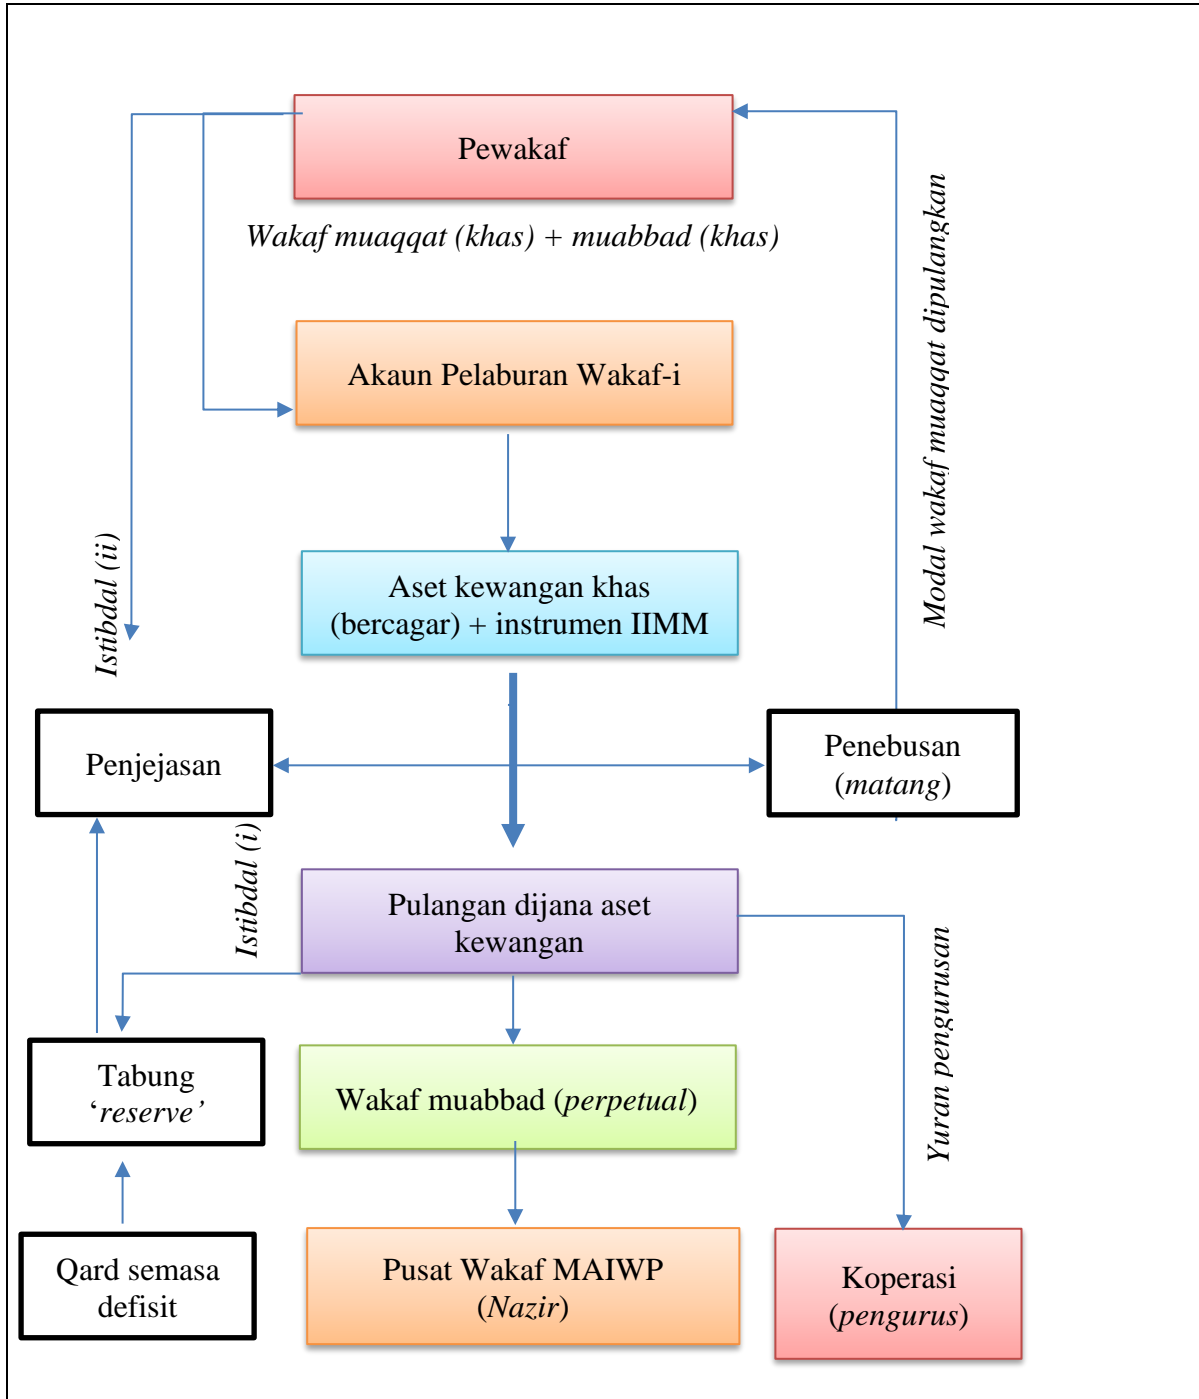 Pewakaf
Wakaf muaqqat (khas) + muabbad (khas)
Modal wakaf muaqqat dipulangkan
Akaun Pelaburan Wakaf-i
Istibdal (ii)
Aset kewangan khas
(bercagar) + instrumen IIMM
Penjejasan
Penebusan
(matang)
Istibdal (i)
Pulangan dijana aset
kewangan
Yuran pengurusan
Tabung
‘reserve’
Wakaf muabbad (perpetual)
Qard semasa
defisit
Pusat Wakaf MAIWP
(Nazir)
Koperasi
(pengurus)